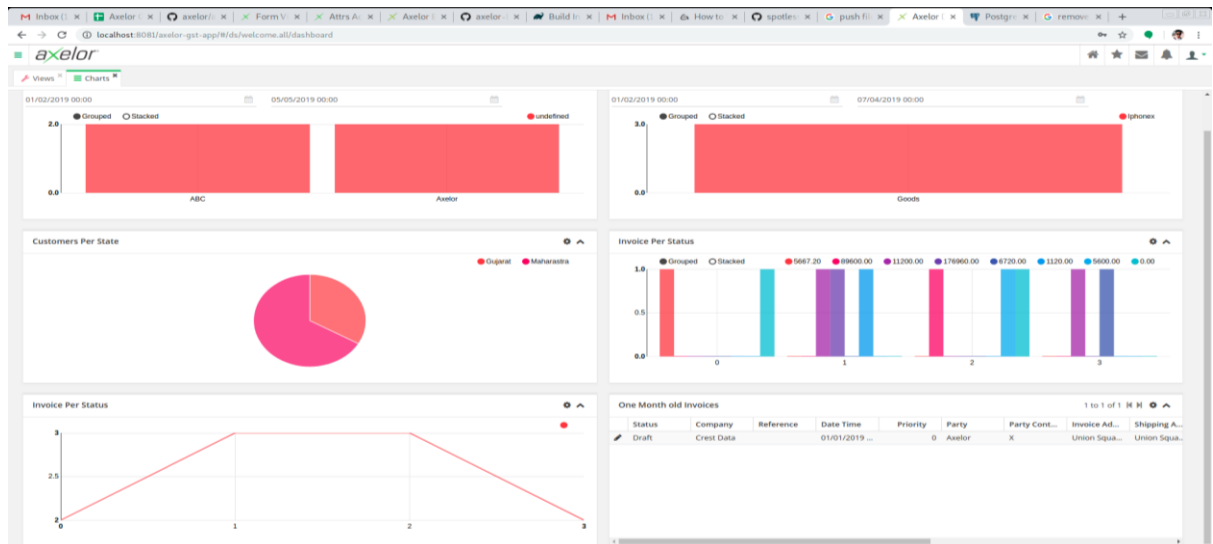 Inbox (1
Axelor
axelor/
Form Vi
Attrs A
Axelor
axelor-
Build In
Inbox (1
How to
spotles
push fil
Axelor
Postgre
remove
localhost:8081/axelor-gst-app/#/ds/welcome.all/dashboard
axelor
Views
Charts
01/02/2019 00:00
05/05/2019 00:00
Grouped
Stacked
undefined
2.0
0.0
ABC
Axelor
01/02/2019 00:00
07/04/2019 00:00
Grouped
Stacked
Iphonex
3.0
0.0
Goods
Customers Per State
Gujarat
Maharastra
Invoice Per Status
Grouped
Stacked
5667.20
89600.00
11200.00
176960.00
6720.00
1120.00
5600.00
0.00
1.0
0.5
0.0
0
1
2
3
Invoice Per Status
3
2.5
2
0
1
2
3
One Month old Invoices
1 to 1 of 1
Status Company Reference Date Time Priority Party Party Cont... Invoice Ad... Shipping A...
Draft Crest Data 01/01/2019 ... 0 Axelor X Union Squa... Union Squa...